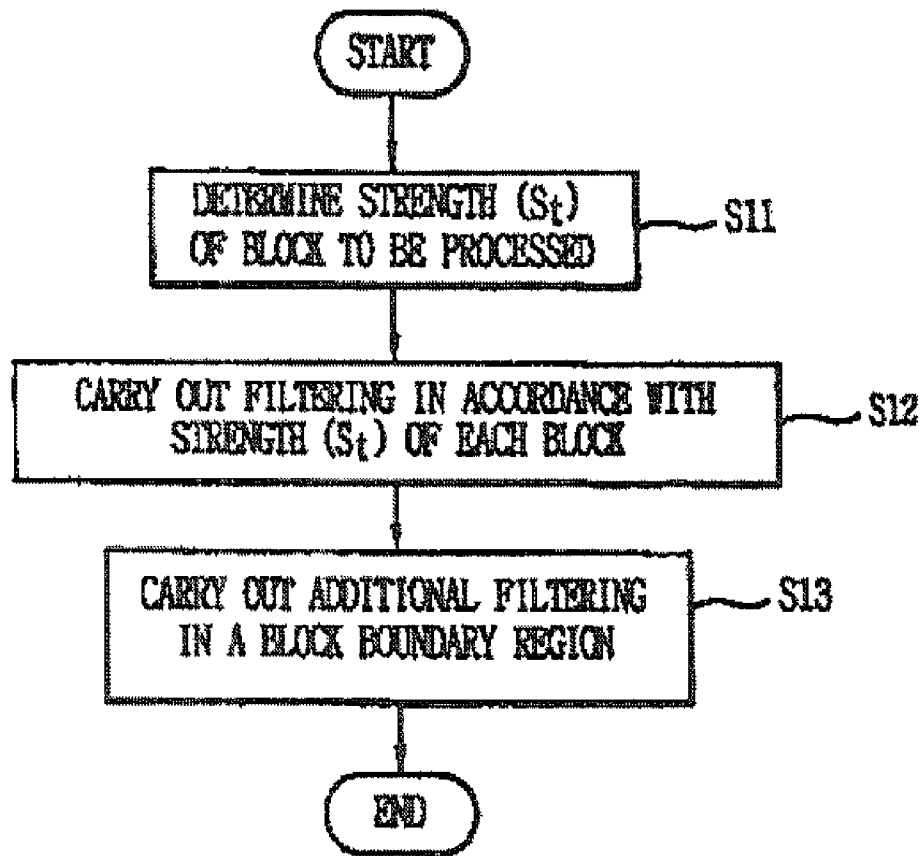 START
DETERMINE STRENGTH (St)
OF BLOCK TO BE PROCESSED
S11
CARRY OUT FILTERING IN ACCORDANCE WITH
STRENGTH (St) OF EACH BLOCK
S12
CARRY OUT ADDITIONAL FILTERING
IN A BLOCK BOUNDARY REGION
S13
END